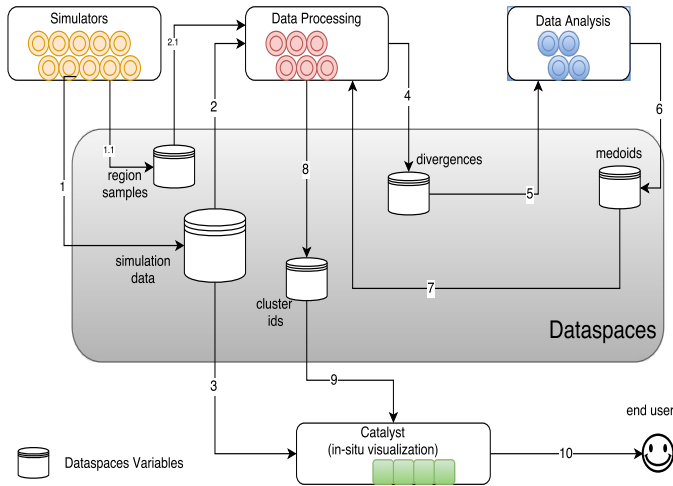 Simulators
Data Processing
Data Analysis
2.1
2
4
6
1.1
1
region
samples
8
divergences
5
medoids
simulation
data
cluster
ids
7
Dataspaces
3
9
end user
Catalyst
(in-situ visualization)
10
Dataspaces Variables